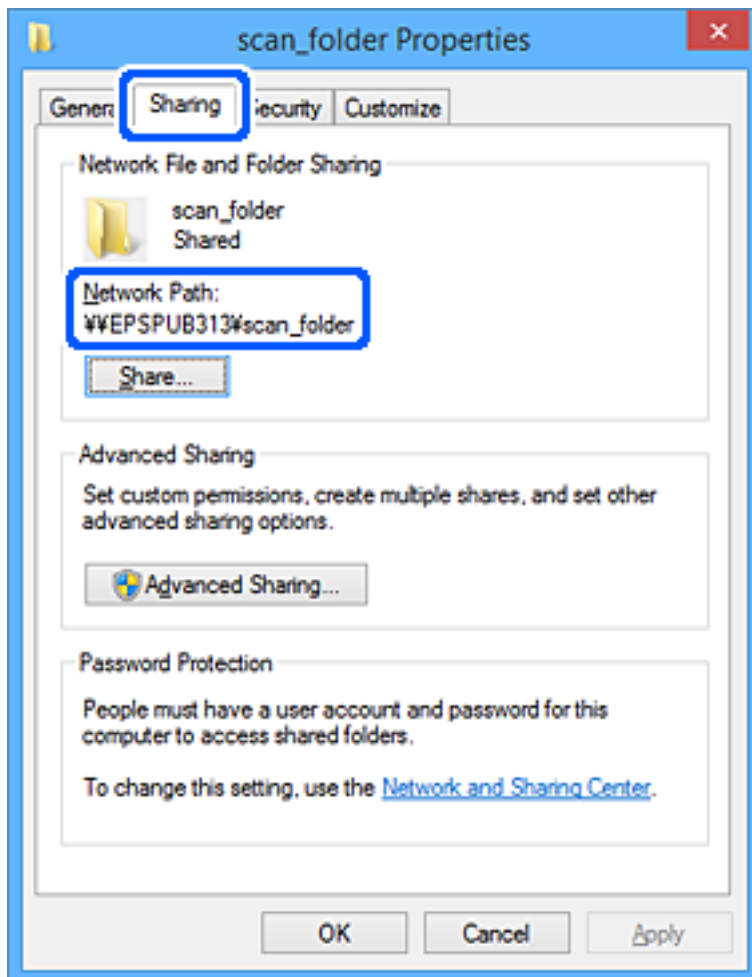 scan_folder Properties
General Sharing Security Customize
Network File and Folder Sharing
scan_folder
Shared
Network Path:
¥¥EPSPUB313¥scan_folder
Share...
Advanced Sharing
Set custom permissions, create multiple shares, and set other
advanced sharing options.
Advanced Sharing...
Password Protection
People must have a user account and password for this
computer to access shared folders.
To change this setting, use the Network and Sharing Center.
OK Cancel Apply